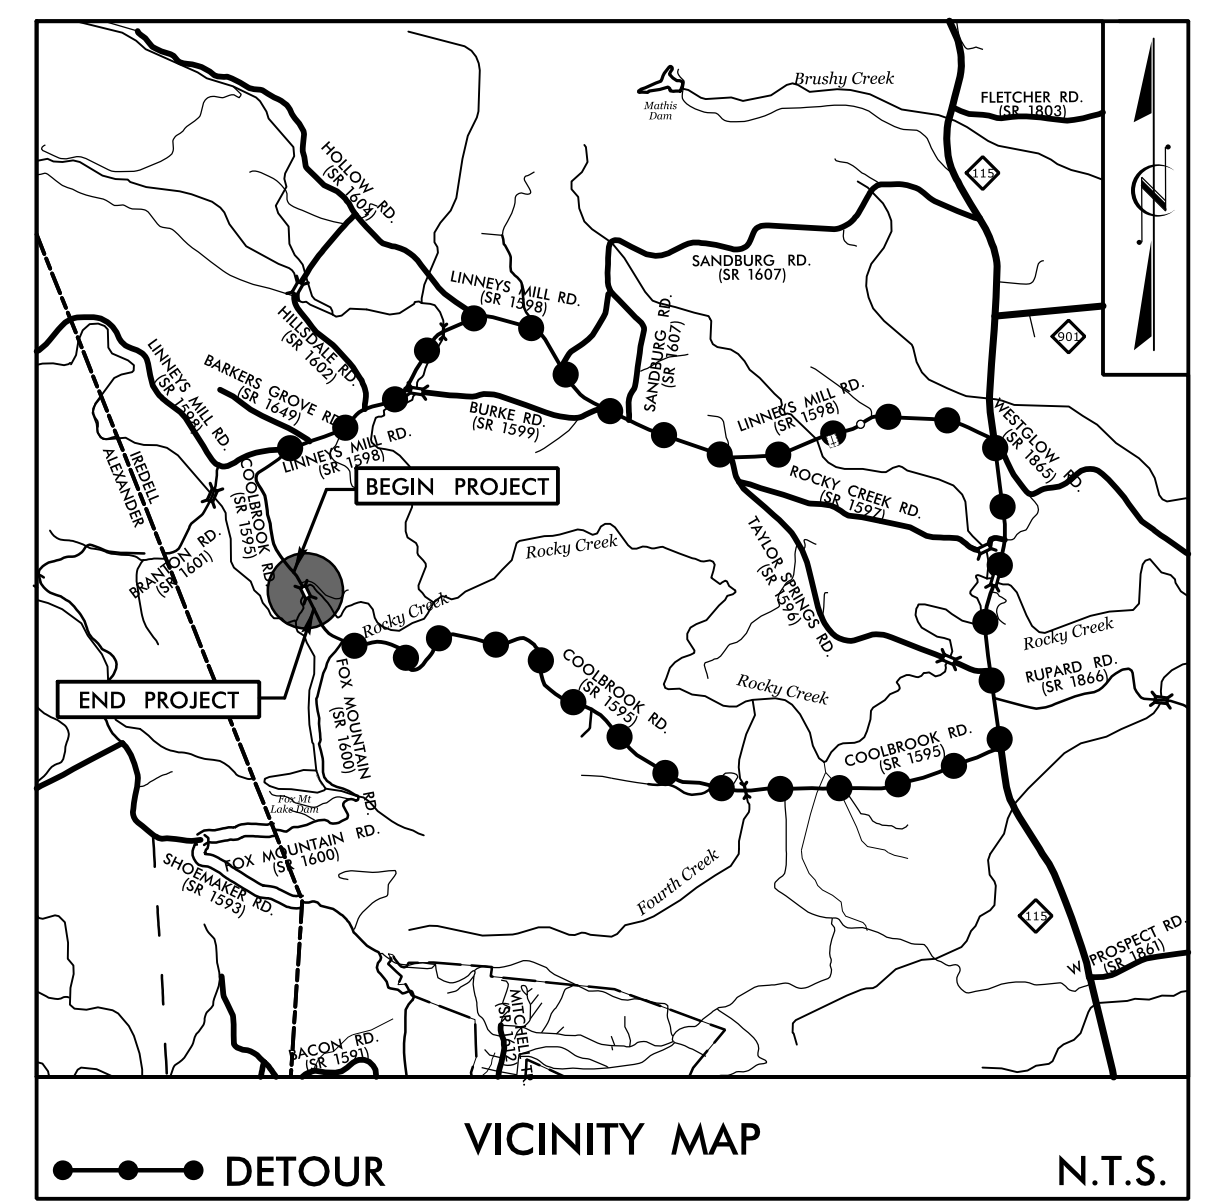 Brushy Creek
Mathis
Dam
FLETCHER RD.
(SR 1803)
115
N
HOLLOW RD.
(SR 1604)
SANDBURG RD.
(SR 1607)
LINNEYS MILL RD.
(SR 1598)
901
HILLSDALE RD.
(SR 1602)
SANDBURG RD.
(SR 1607)
LINNEYS MILL RD.
(SR 1598)
BARKERS GROVE RD.
(SR 1649)
BURKE RD.
(SR 1599)
LINNEYS MILL RD.
(SR 1598)
WESTGLOW RD.
(SR 1865)
LINNEYS MILL RD.
(SR 1598)
IREDELL
ALEXANDER
COOLBROOK RD.
(SR 1595)
BEGIN PROJECT
ROCKY CREEK RD.
(SR 1597)
BRANTON RD.
(SR 1601)
Rocky Creek
TAYLOR SPRINGS RD.
(SR 1596)
Rocky Creek
Rocky Creek
RUPARD RD.
(SR 1866)
END PROJECT
FOX MOUNTAIN RD.
(SR 1600)
COOLBROOK RD.
(SR 1595)
Rocky Creek
COOLBROOK RD.
(SR 1595)
Fox Mt
Lake Dam
FOX MOUNTAIN RD.
(SR 1600)
SHOEMAKER RD.
(SR 1593)
Fourth Creek
115
W. PROSPECT RD.
(SR 1861)
MITCHELL
(SR 1612)
BACON RD.
(SR 1591)
VICINITY MAP
DETOUR
N.T.S.